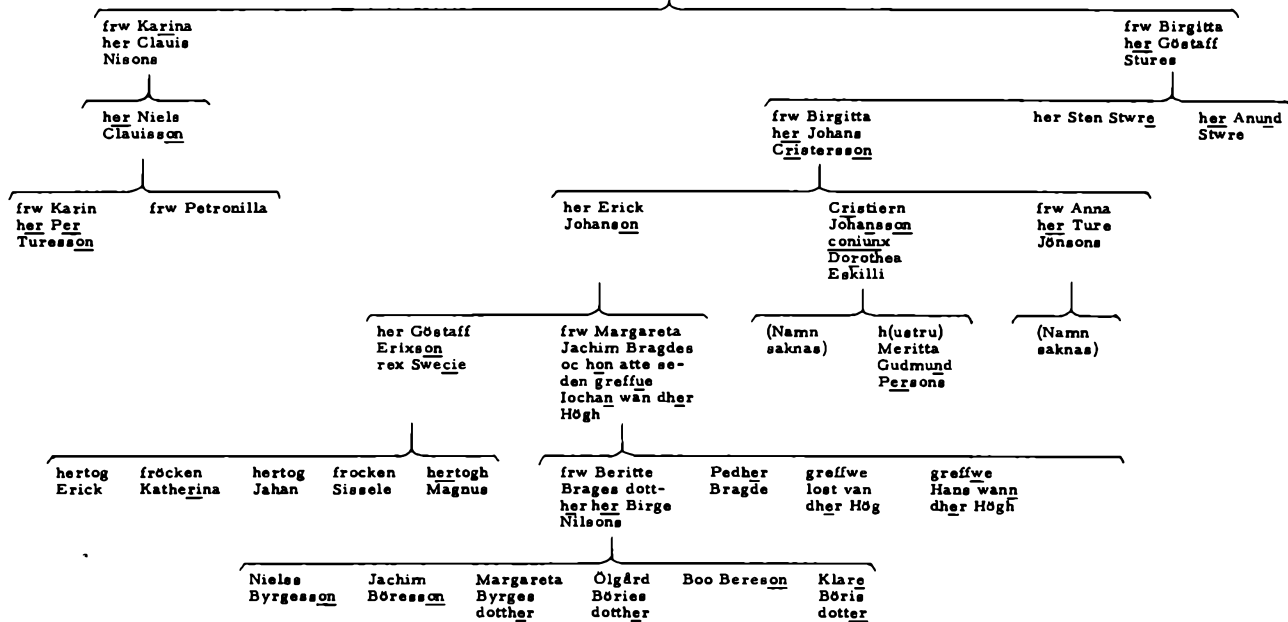 frw Karina
her Clauis
Nisons
frw Birgitta
her Göstaff
Stures
her Niels
Clauisson
frw Birgitta
her Johans
Cristersson
her Sten Stwre
her Anund
Stwre
frw Karin
her Per
Turesson
frw Petronilla
her Erick
Johanson
Cristiern
Johansson
coniunx
Dorothea
Eskilli
frw Anna
her Ture
Jönsons
her Göstaff
Erixson
rex Swecie
frw Margareta
Jachim Bragdes
oc hon atte se-
den greffue
Iochan wan dher
Högh
(Namn
saknas)
h(ustru)
Meritta
Gudmund
Persons
(Namn
saknas)
hertog
Erick
fröcken
Katherina
hertog
Jahan
frocken
Sissele
hertogh
Magnus
frw Beritte
Brages dott-
her her Birge
Nilsons
Pedher
Bragde
greffwe
lost van
dher Hög
greffwe
Hans wann
dher Högh
Nielss
Byrgesson
Jachim
Böresson
Margareta
Byrges
dotther
Ölgård
Böries
dotther
Boo Bereson
Klare
Böris
dotter